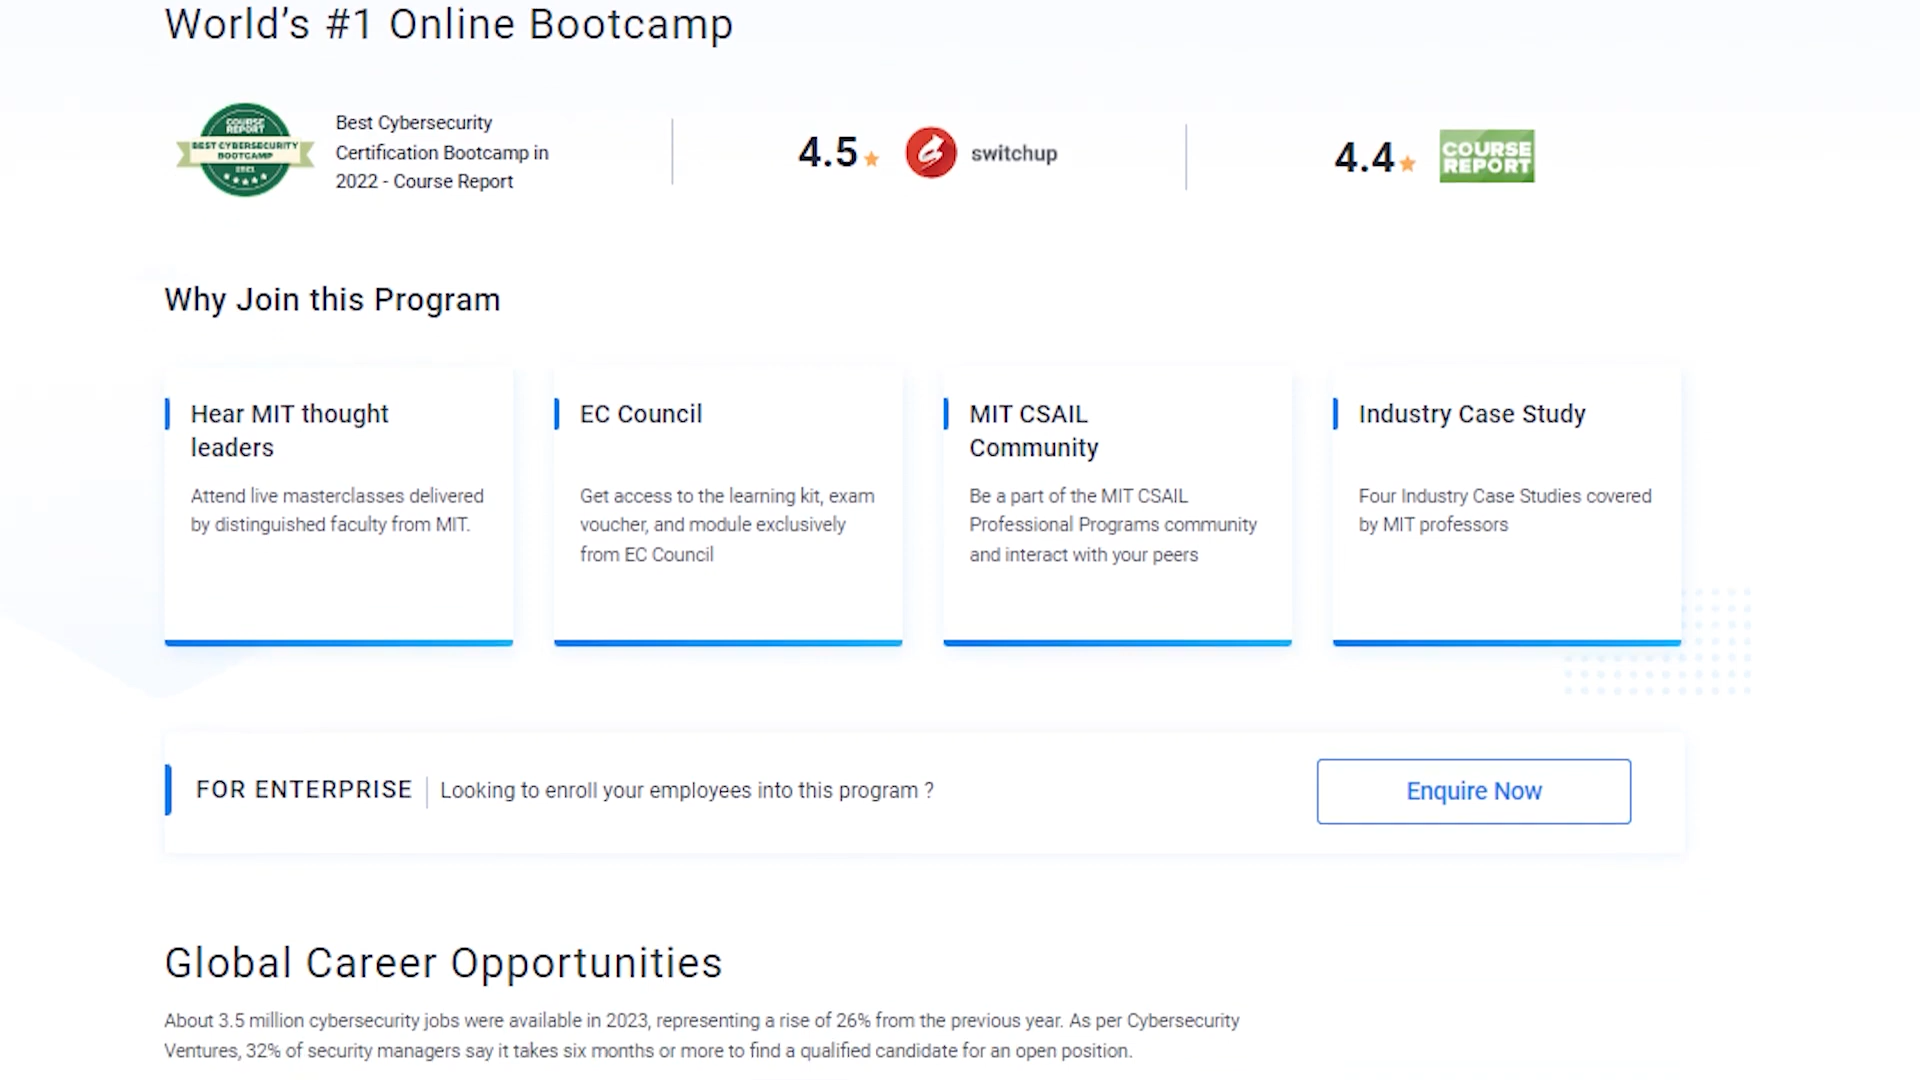 World’s #1 Online Bootcamp
COURSE
REPORT
BEST CYBERSECURITY
BOOTCAMP
Best Cybersecurity
Certification Bootcamp in
2022 - Course Report
4.5
switchup
4.4
COURSE
REPORT
Why Join this Program
Hear MIT thought
leaders
Attend live masterclasses delivered
by distinguished faculty from MIT.
EC Council
Get access to the learning kit, exam
voucher, and module exclusively
from EC Council
MIT CSAIL
Community
Be a part of the MIT CSAIL
Professional Programs community
and interact with your peers
Industry Case Study
Four Industry Case Studies covered
by MIT professors
FOR ENTERPRISE
Looking to enroll your employees into this program ?
Enquire Now
Global Career Opportunities
About 3.5 million cybersecurity jobs were available in 2023, representing a rise of 26% from the previous year. As per Cybersecurity
Ventures, 32% of security managers say it takes six months or more to find a qualified candidate for an open position.